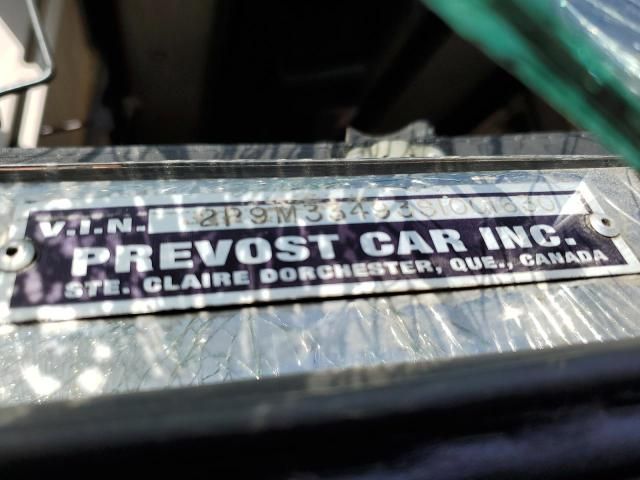 V.I.N.
PREVOST CAR INC.
STE. CLAIRE DORCHESTER, QUE., CANADA